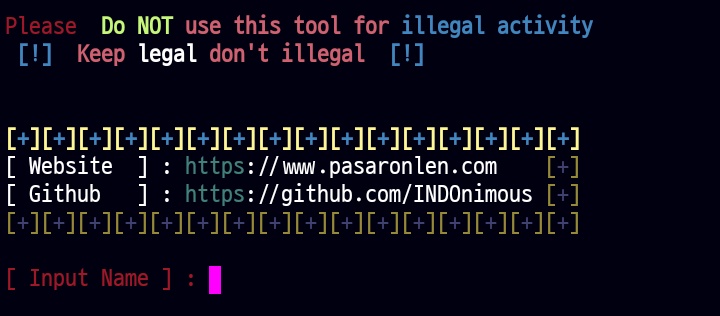 Please Do NOT use this tool for illegal activity
[!] Keep legal don't illegal [!]
[+][+][+][+][+][+][+][+][+][+][+][+][+][+][+][+]
[ Website ] : https://www.pasaronlen.com [+]
[ Github ] : https://github.com/INDOnimous [+]
[+][+][+][+][+][+][+][+][+][+][+][+][+][+][+][+]
[ Input Name ] :